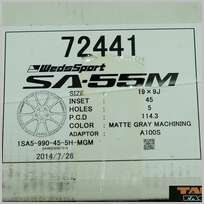 72441
WedsSport
SA-55M
SIZE 19×9J
INSET 45
HOLES 5
P.C.D 114.3
COLOR MATTE GRAY MACHINING
ADAPTOR A100S
1SA5-990-45-5H-MGM
2014/7/26